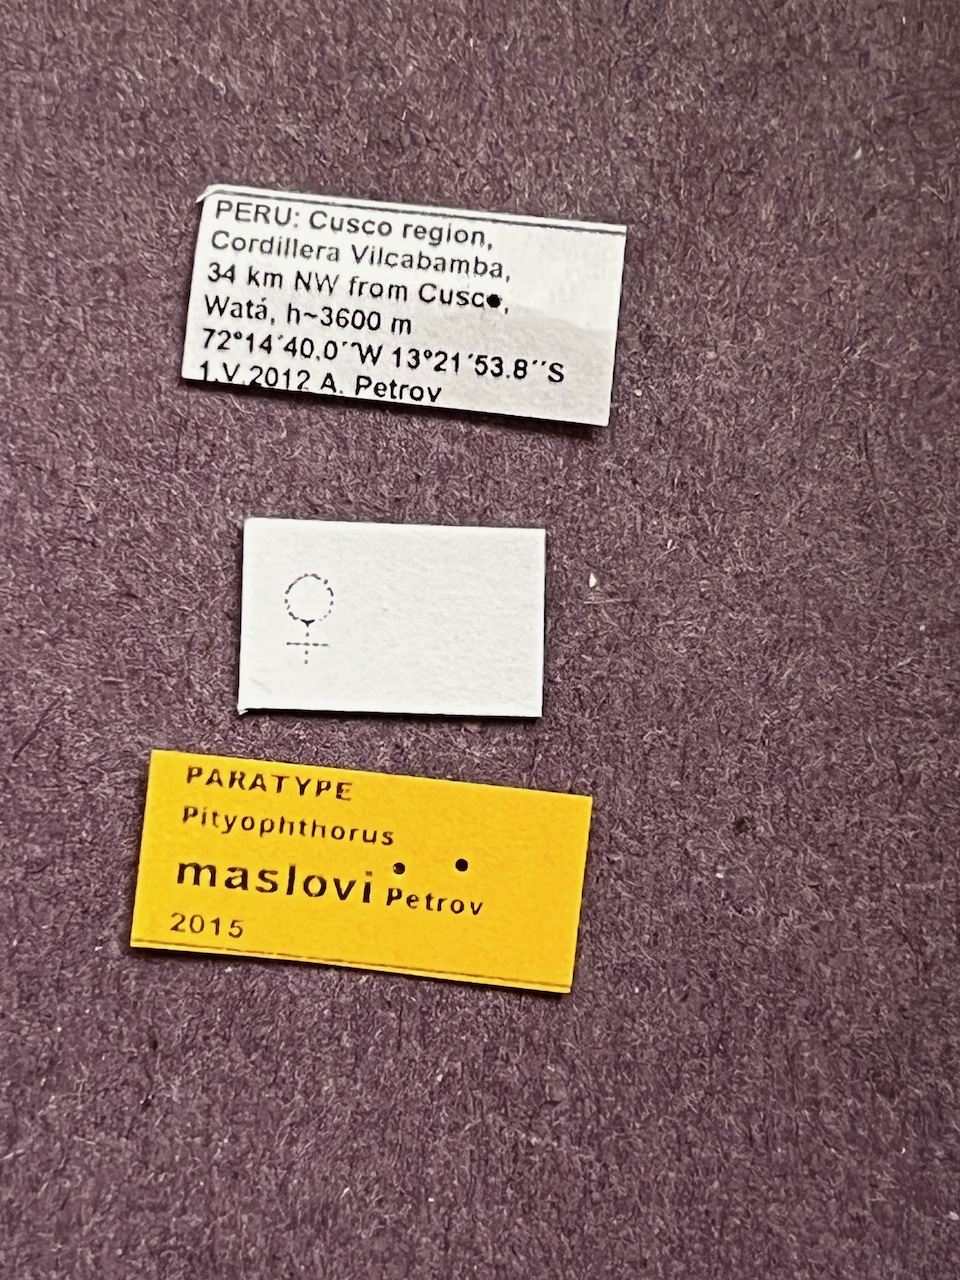 PERU: Cusco region,
Cordillera Vilcabamba,
34 km NW from Cusco,
Watá, h~3600 m
72°14´40,0´´W 13°21´53.8´´S
1.V.2012 A. Petrov
♀
PARATYPE
Pityophthorus
maslovi Petrov
2015